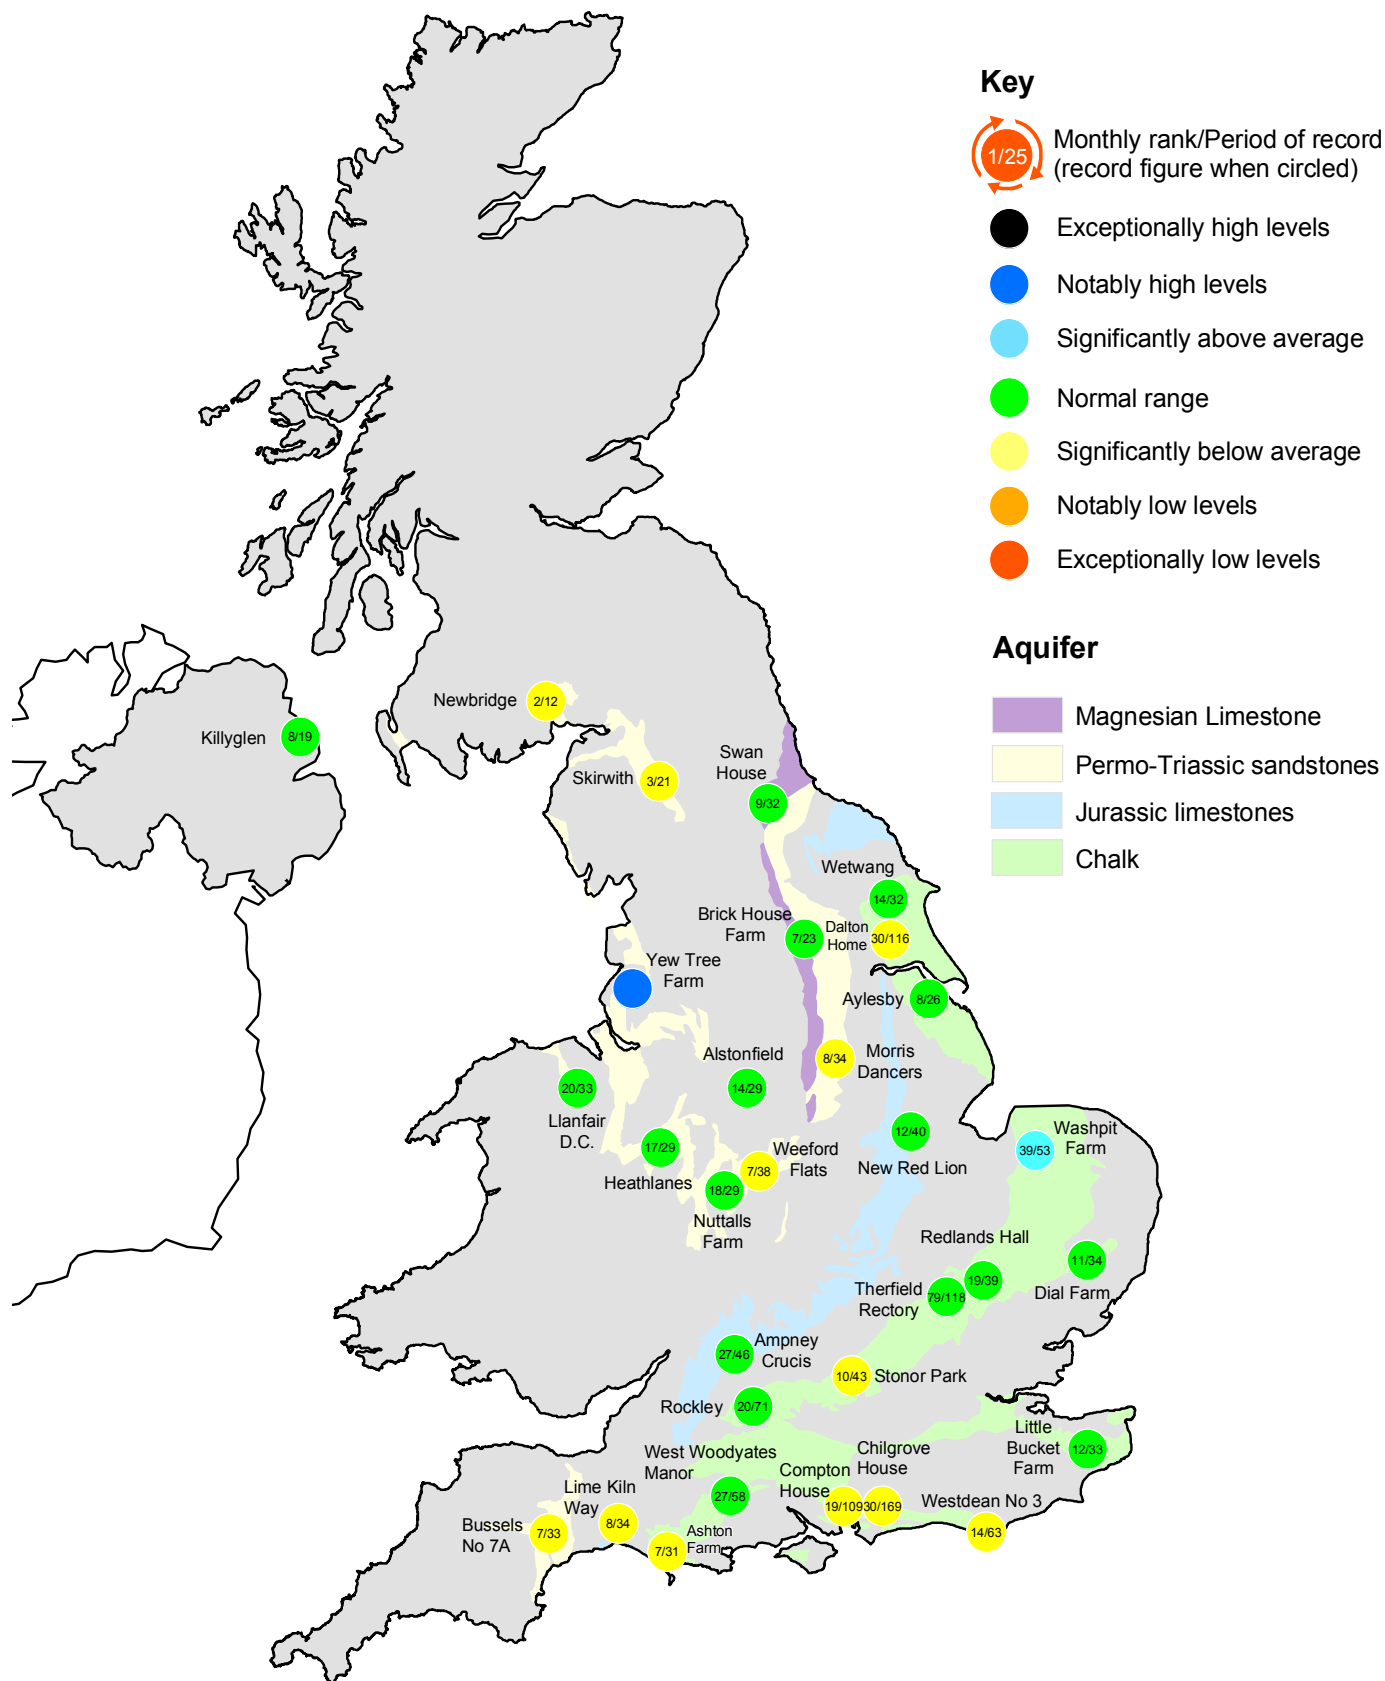 Key
1/25
Monthly rank/Period of record
(record figure when circled)
Exceptionally high levels
Notably high levels
Significantly above average
Normal range
Significantly below average
Notably low levels
Exceptionally low levels
Aquifer
Magnesian Limestone
Permo-Triassic sandstones
Jurassic limestones
Chalk
Newbridge
2/12
Killyglen
8/19
Skirwith
3/21
Swan
House
9/32
Wetwang
14/32
Brick House
Farm
7/23
Dalton
Home
30/116
Yew Tree
Farm
Aylesby
8/26
Alstonfield
14/29
Morris
Dancers
8/34
20/33
Llanfair
D.C.
12/40
New Red Lion
Washpit
Farm
39/53
17/29
Heathlanes
Weeford
Flats
7/38
18/29
Nuttalls
Farm
Redlands Hall
19/39
11/34
Dial Farm
Therfield
Rectory
79/118
Ampney
Crucis
27/46
10/43
Stonor Park
Rockley
20/71
Little
Bucket
Farm
12/33
West Woodyates
Manor
27/58
Compton
House
19/109
Chilgrove
House
30/169
Westdean No 3
14/63
Lime Kiln
Way
8/34
Bussels
No 7A
7/33
Ashton
Farm
7/31